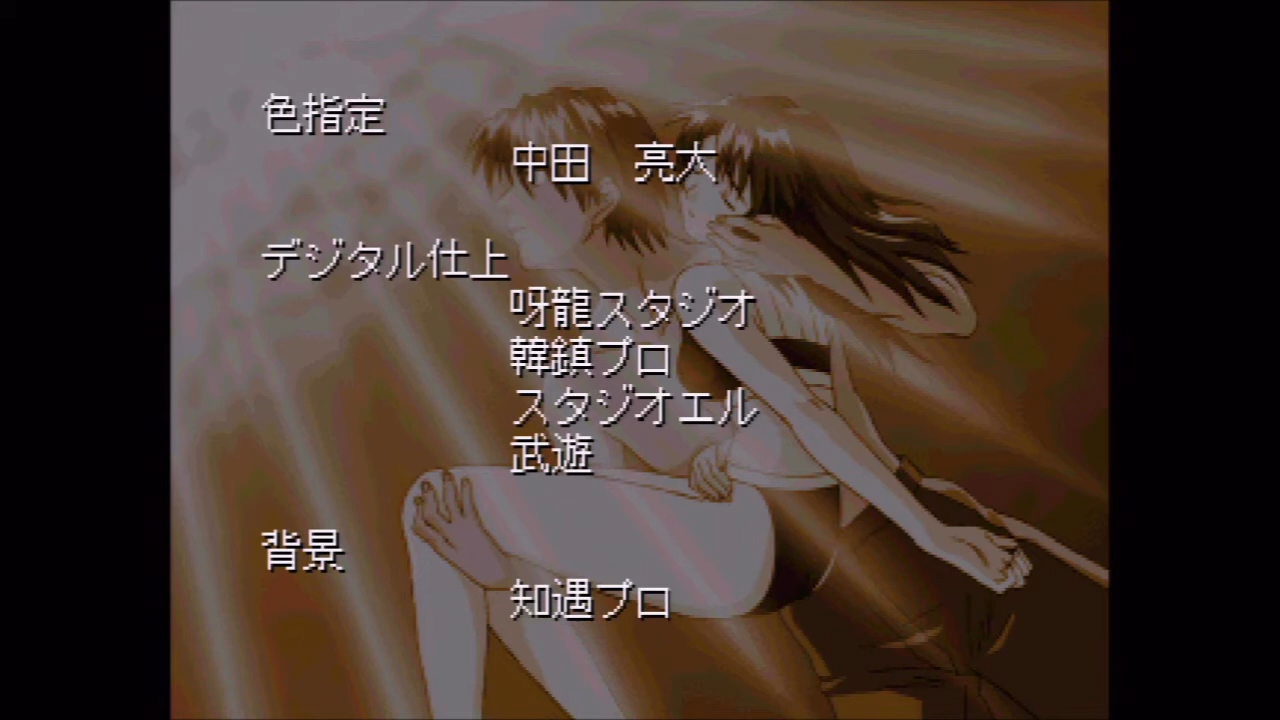 色指定
中田　亮大
デジタル仕上
呀龍スタジオ
韓鎮プロ
スタジオエル
武遊
背景
知遇プロ